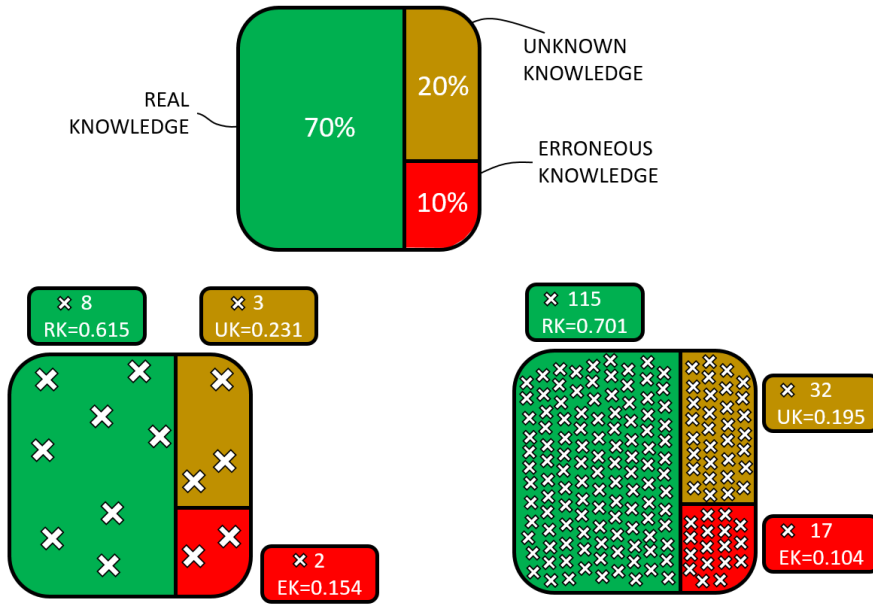 UNKNOWN
KNOWLEDGE
20%
REAL
KNOWLEDGE
70%
ERRONEOUS
KNOWLEDGE
10%
8
RK=0.615
3
UK=0.231
115
RK=0.701
32
UK=0.195
2
EK=0.154
17
EK=0.104